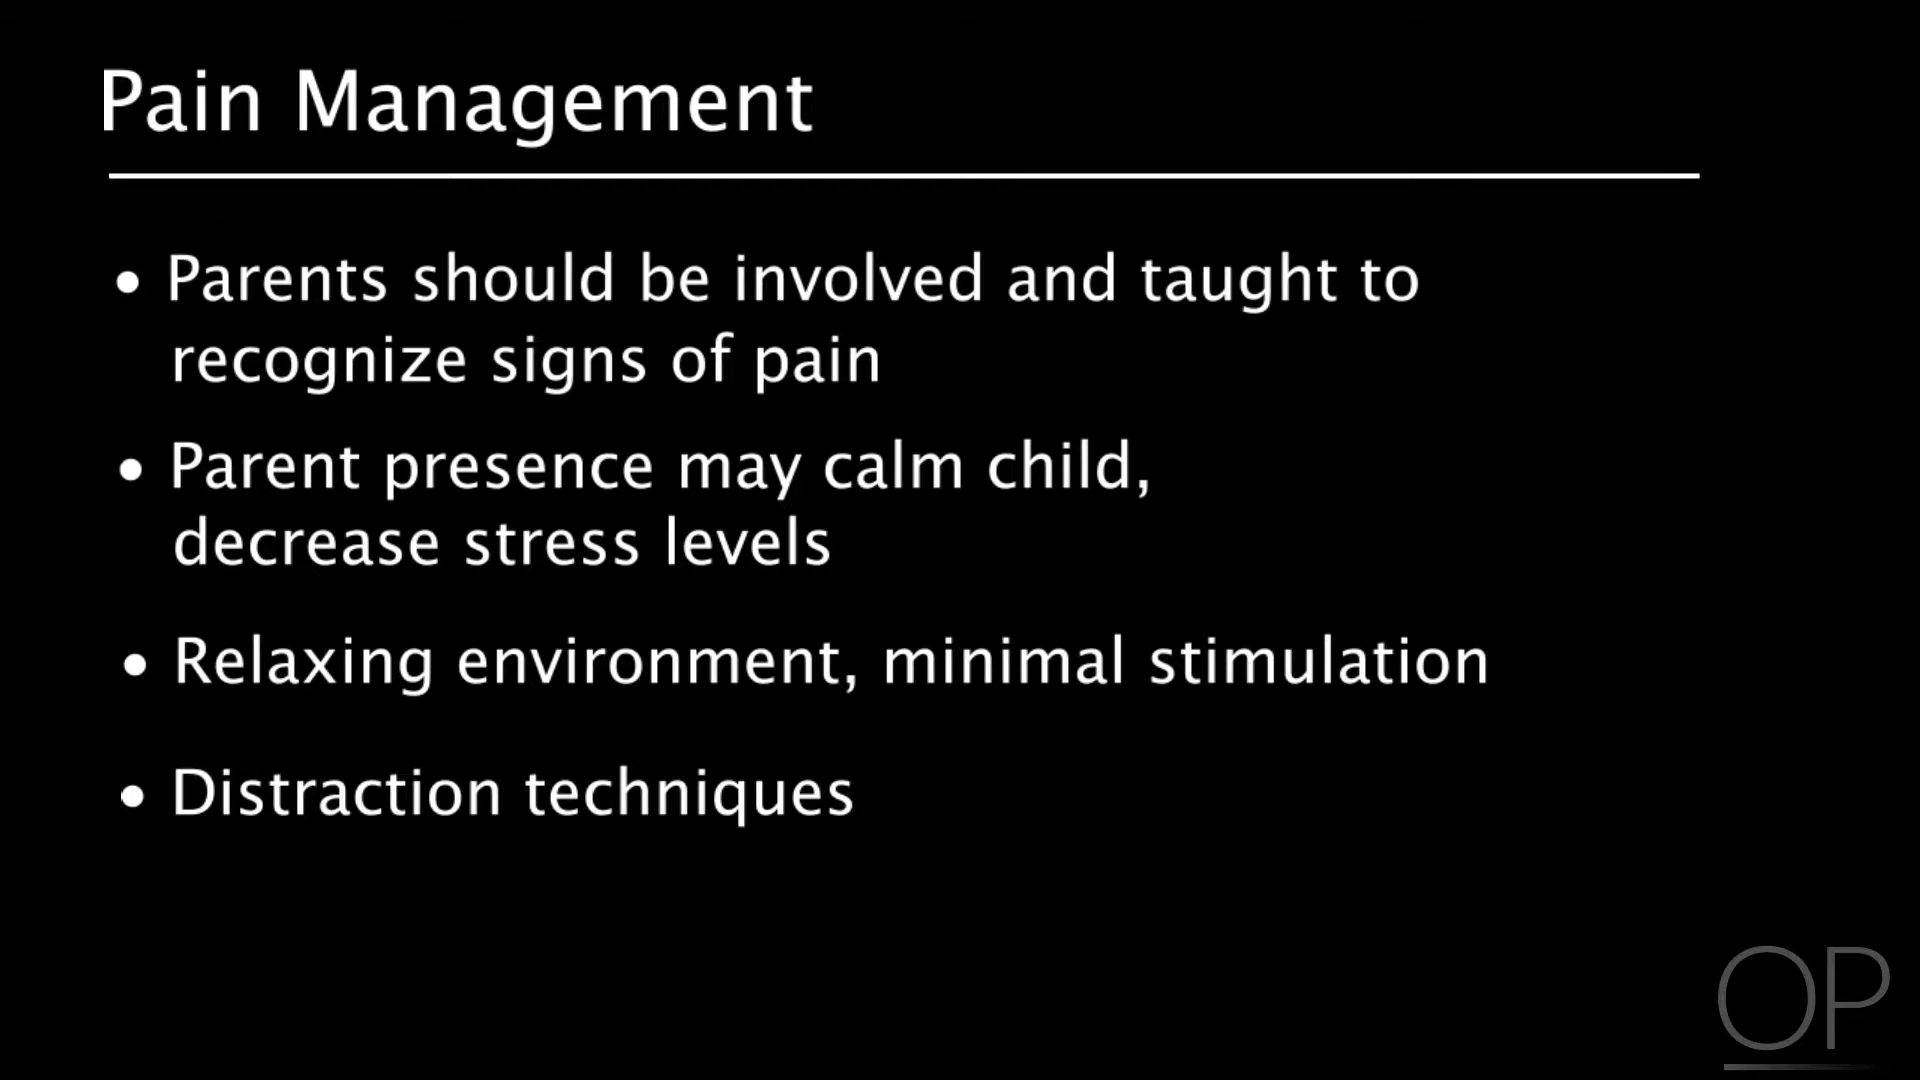 Pain Management
• Parents should be involved and taught to
recognize signs of pain
• Parent presence may calm child,
decrease stress levels
• Relaxing environment, minimal stimulation
• Distraction techniques
OP